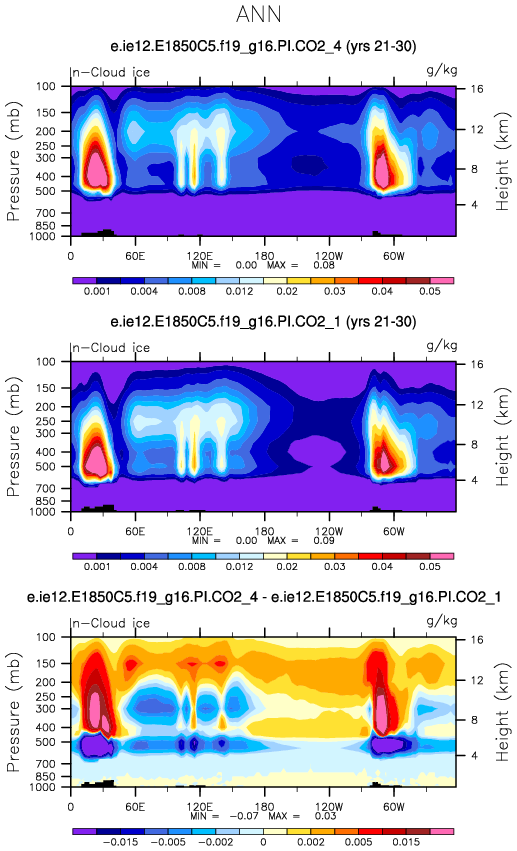 ANN
e.ie12.E1850C5.f19_g16.PI.CO2_4 (yrs 21-30)
In-Cloud ice g/kg
Pressure (mb)
100
150
200
250
300
400
500
700
850
1000
16
12
8
4
Height (km)
0 60E 120E 180 120W 60W
MIN = 0.00 MAX = 0.08
0.001 0.004 0.008 0.012 0.02 0.03 0.04 0.05
e.ie12.E1850C5.f19_g16.PI.CO2_1 (yrs 21-30)
In-Cloud ice g/kg
Pressure (mb)
100
150
200
250
300
400
500
700
850
1000
16
12
8
4
Height (km)
0 60E 120E 180 120W 60W
MIN = 0.00 MAX = 0.09
0.001 0.004 0.008 0.012 0.02 0.03 0.04 0.05
e.ie12.E1850C5.f19_g16.PI.CO2_4 - e.ie12.E1850C5.f19_g16.PI.CO2_1
In-Cloud ice g/kg
Pressure (mb)
100
150
200
250
300
400
500
700
850
1000
16
12
8
4
Height (km)
0 60E 120E 180 120W 60W
MIN = -0.07 MAX = 0.03
-0.015 -0.005 -0.002 0 0.002 0.005 0.015